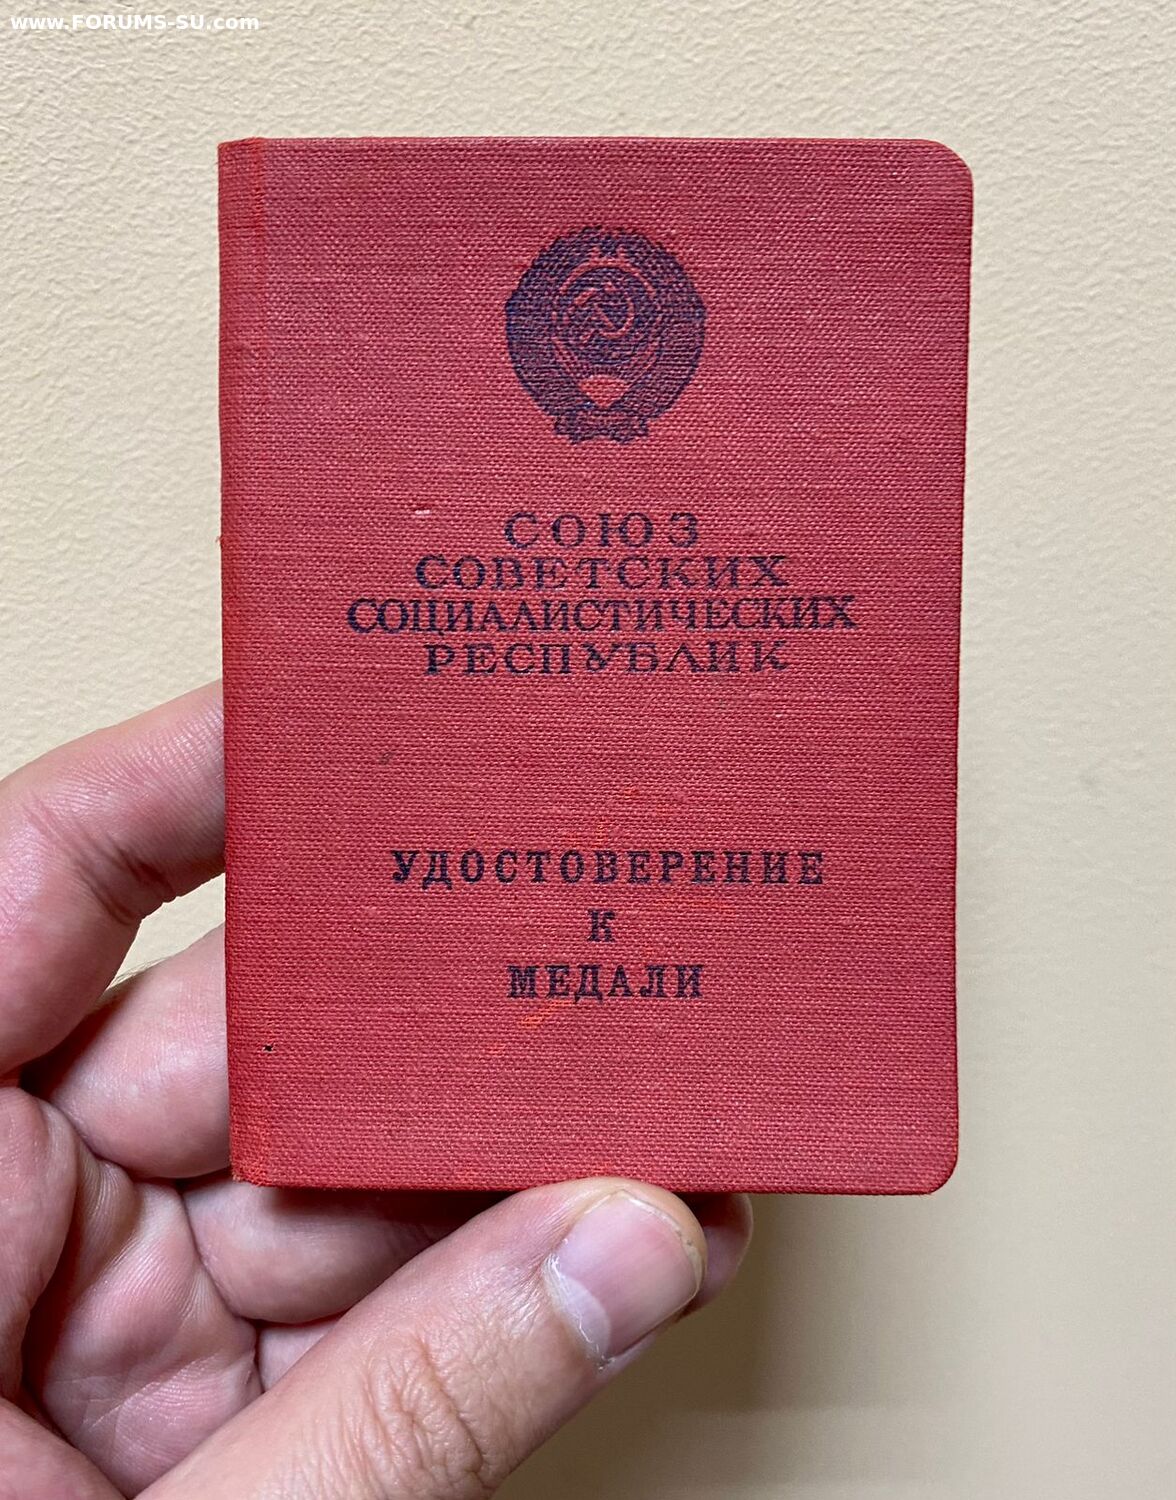 www.FORUMS-SU.com
СОЮЗ
СОВЕТСКИХ
СОЦИАЛИСТИЧЕСКИХ
РЕСПУБЛИК
УДОСТОВЕРЕНИЕ
К
МЕДАЛИ